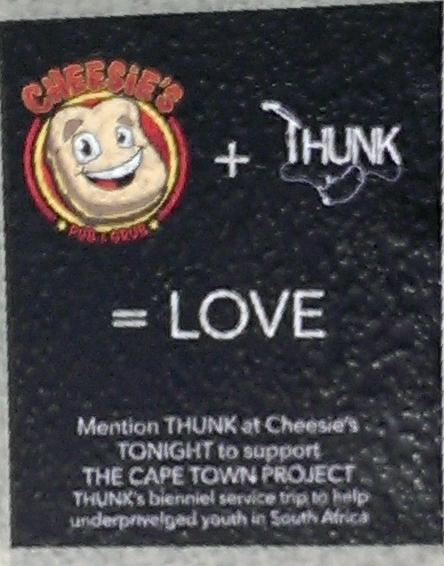 CHEESIE'S
PUB & GRUB
+ THUNK
= LOVE
Mention THUNK at Cheesie's
TONIGHT to support
THE CAPE TOWN PROJECT
THUNK's bienniel service trip to help
underprivelged youth in South Africa